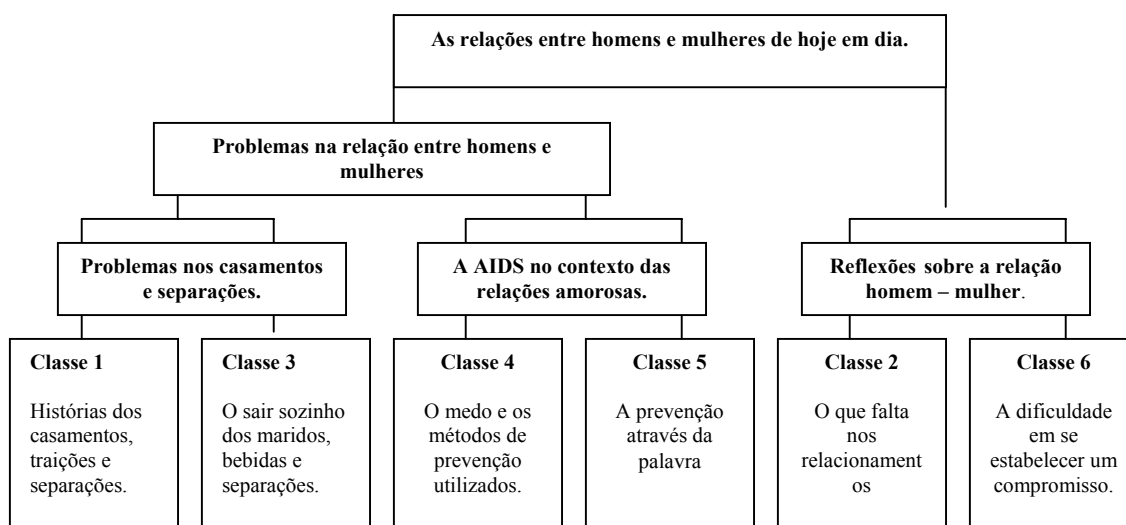 As relações entre homens e mulheres de hoje em dia.
Problemas na relação entre homens e
mulheres
Problemas nos casamentos
e separações.
A AIDS no contexto das
relações amorosas.
Reflexões sobre a relação
homem – mulher.
Classe 1
Histórias dos
casamentos,
traições e
separações.
Classe 3
O sair sozinho
dos maridos,
bebidas e
separações.
Classe 4
O medo e os
métodos de
prevenção
utilizados.
Classe 5
A prevenção
através da
palavra
Classe 2
O que falta
nos
relacionament
os
Classe 6
A dificuldade
em se
estabelecer um
compromisso.